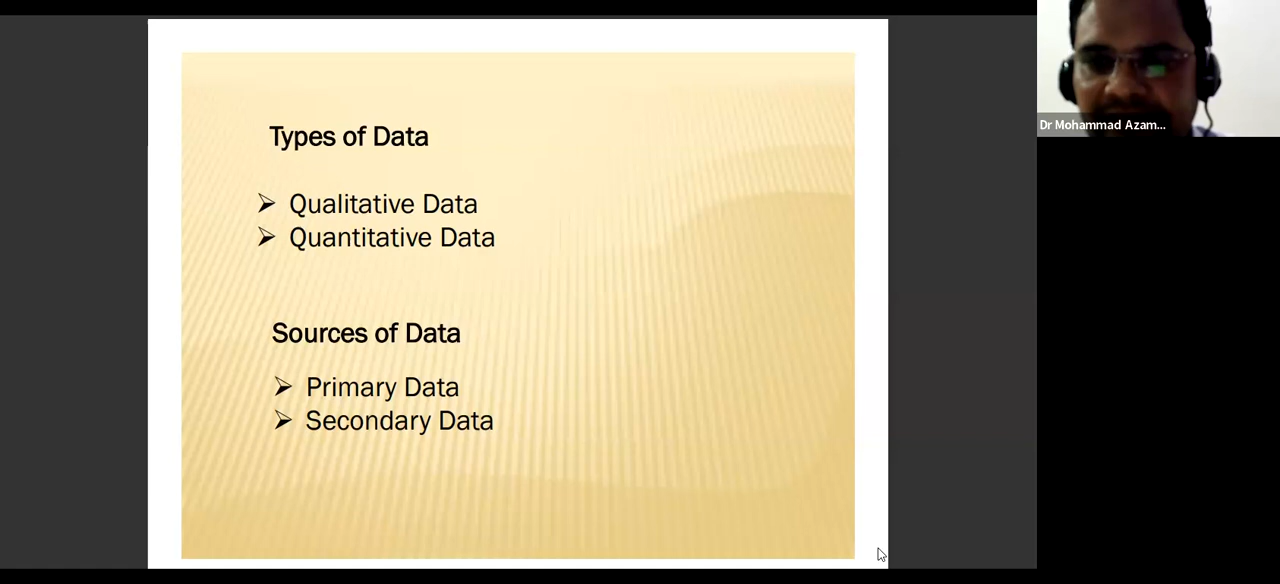 Types of Data
Qualitative Data
Quantitative Data
Sources of Data
Primary Data
Secondary Data
Dr Mohammad Azam...